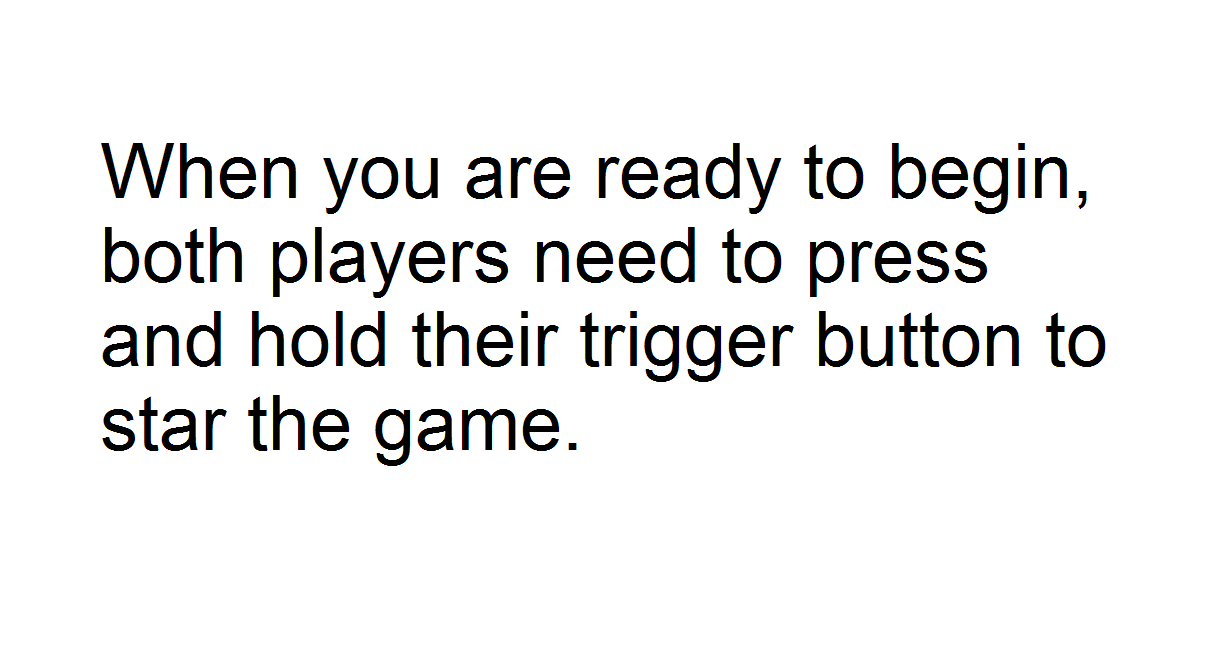 When you are ready to begin,
both players need to press
and hold their trigger button to
star the game.